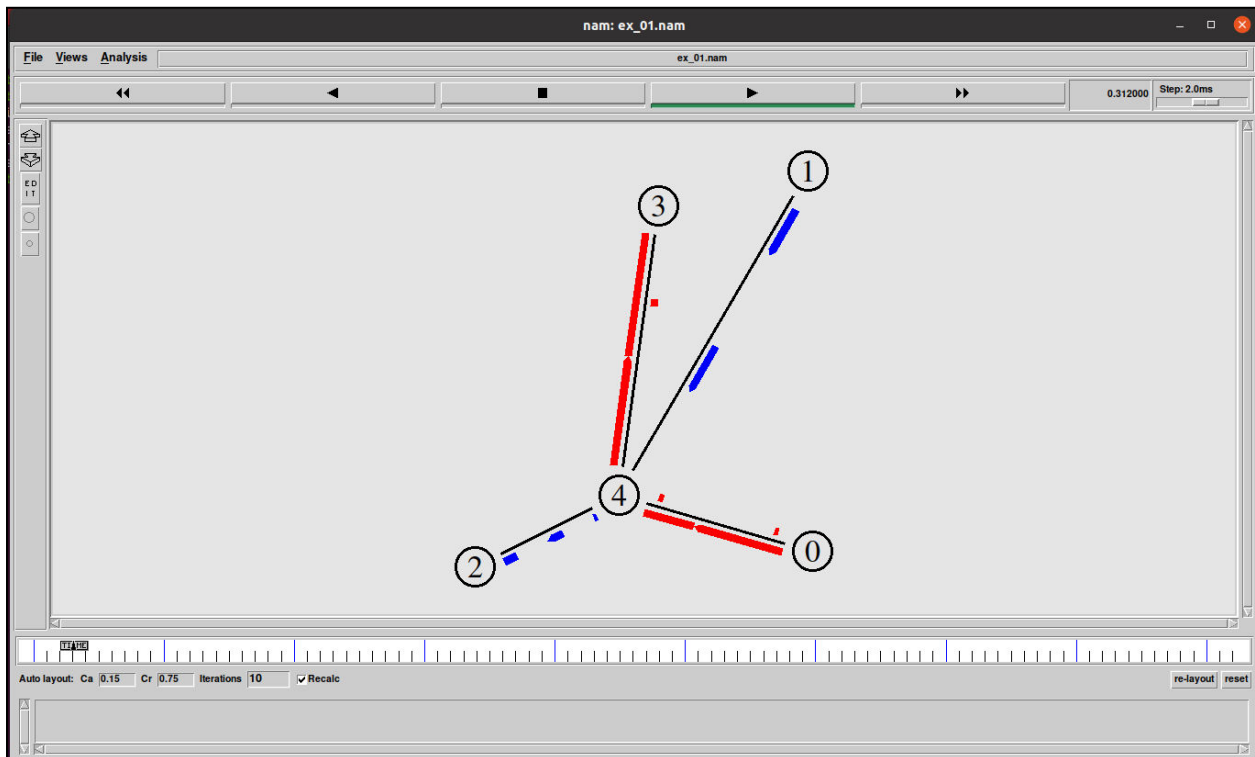 nam: ex_01.nam
File Views Analysis ex_01.nam
0.312000 Step: 2.0ms
E D
I T
1
3
4
2
0
TIME
Auto layout: Ca 0.15 Cr 0.75 Iterations 10 Recalc re-layout reset